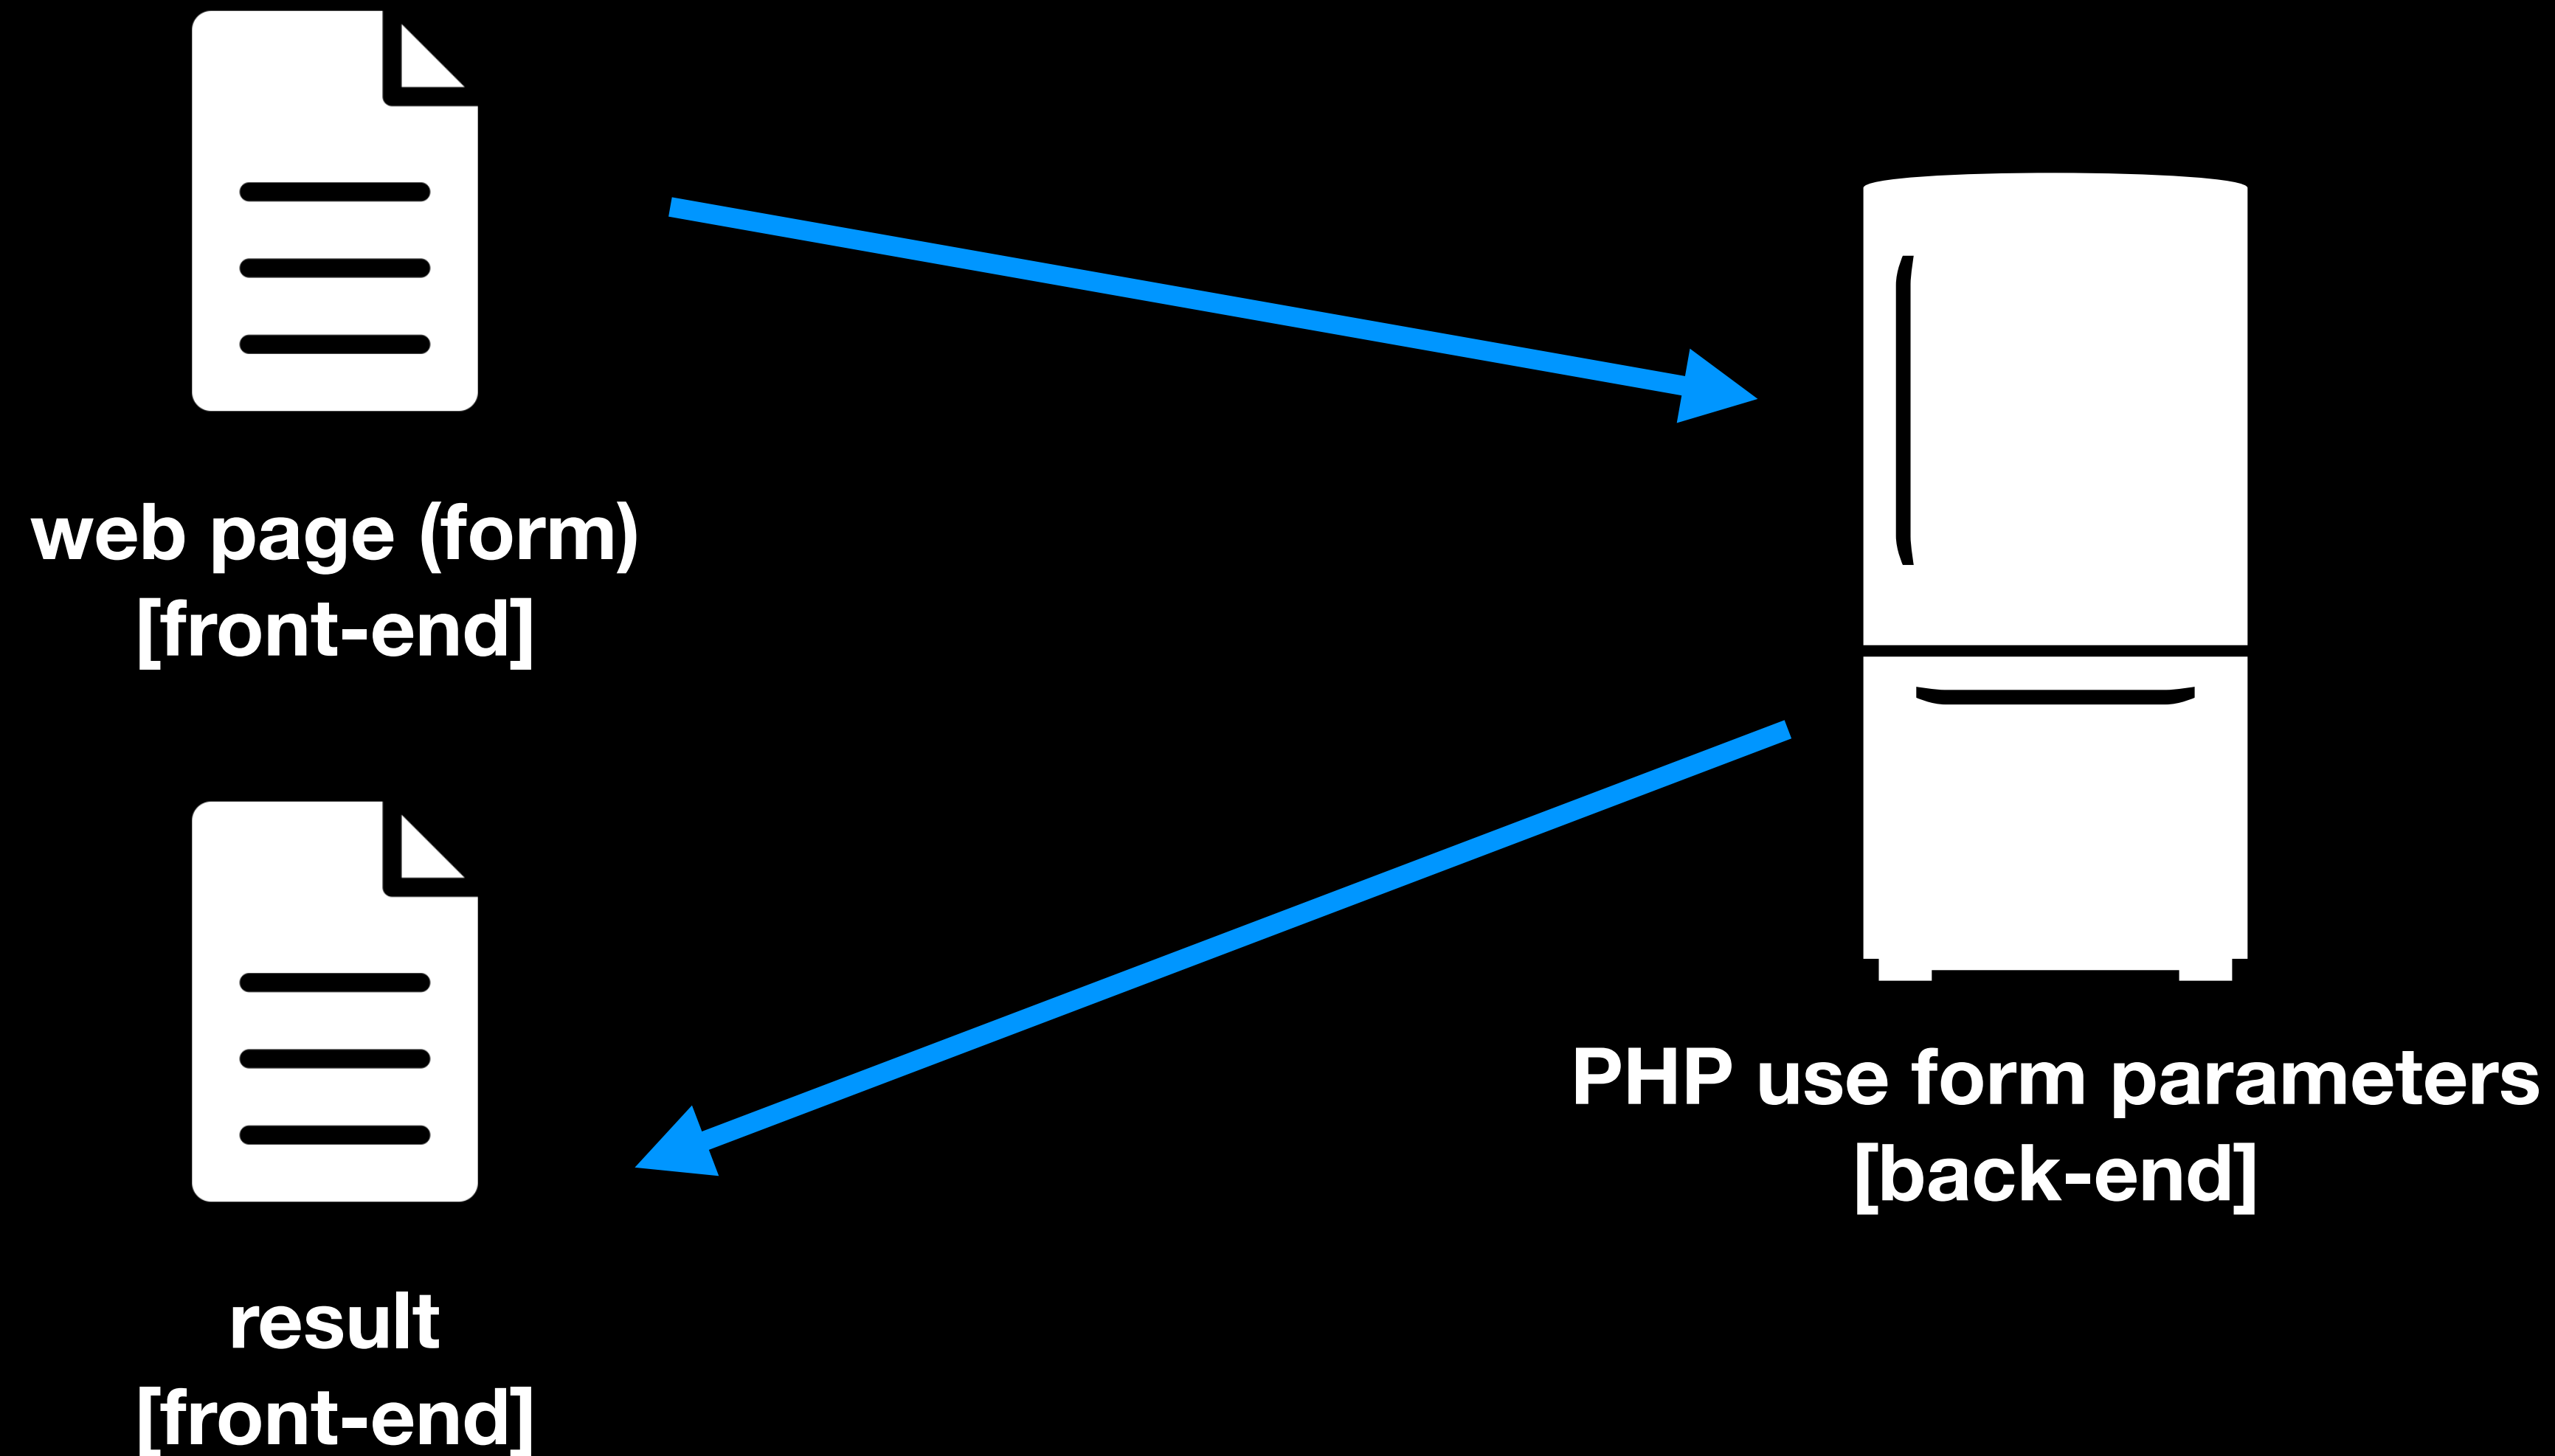 web page (form)
[front-end]
PHP use form parameters
[back-end]
result
[front-end]